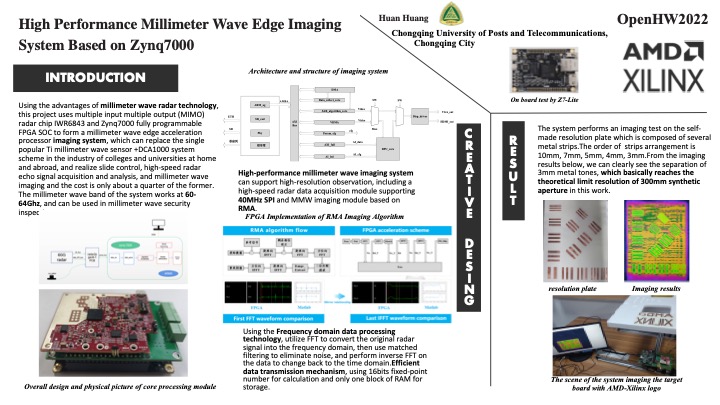 High Performance Millimeter Wave Edge Imaging
System Based on Zynq7000
Huan Huang
Chongqing University of Posts and Telecommunications,
Chongqing City
OpenHW2022
AMD
XILINX
On board test by Z7-Lite
INTRODUCTION
Using the advantages of millimeter wave radar technology,
this project uses multiple input multiple output (MIMO)
radar chip IWR6843 and Zynq7000 fully programmable
FPGA SOC to form a millimeter wave edge acceleration
processor imaging system, which can replace the single
popular Ti millimeter wave sensor +DCA1000 system
scheme in the industry of colleges and universities at home
and abroad, and realize slide control, high-speed radar
echo signal acquisition and analysis, and millimeter wave
imaging and the cost is only about a quarter of the former.
The millimeter wave band of the system works at 60-
64Ghz, and can be used in millimeter wave security
inspec
Overall design and physical picture of core processing module
Architecture and structure of imaging system
High-performance millimeter wave imaging system
can support high-resolution observation, including a
high-speed radar data acquisition module supporting
40MHz SPI and MMW imaging module based on
RMA.
FPGA Implementation of RMA Imaging Algorithm
RMA algorithm flow
FPGA acceleration scheme
First FFT waveform comparison
Last IFFT waveform comparison
Using the Frequency domain data processing
technology, utilize FFT to convert the original radar
signal into the frequency domain, then use matched
filtering to eliminate noise, and perform inverse FFT on
the data to change back to the time domain.Efficient
data transmission mechanism, using 16bits fixed-point
number for calculation and only one block of RAM for
storage.
CREATIVE DESING
RESULT
The system performs an imaging test on the self-
made resolution plate which is composed of several
metal strips.The order of strips arrangement is
10mm, 7mm, 5mm, 4mm, 3mm.From the imaging
results below, we can clearly see the separation of
3mm metal tones, which basically reaches the
theoretical limit resolution of 300mm synthetic
aperture in this work.
resolution plate
Imaging results
The scene of the system imaging the target
board with AMD-Xilinx logo